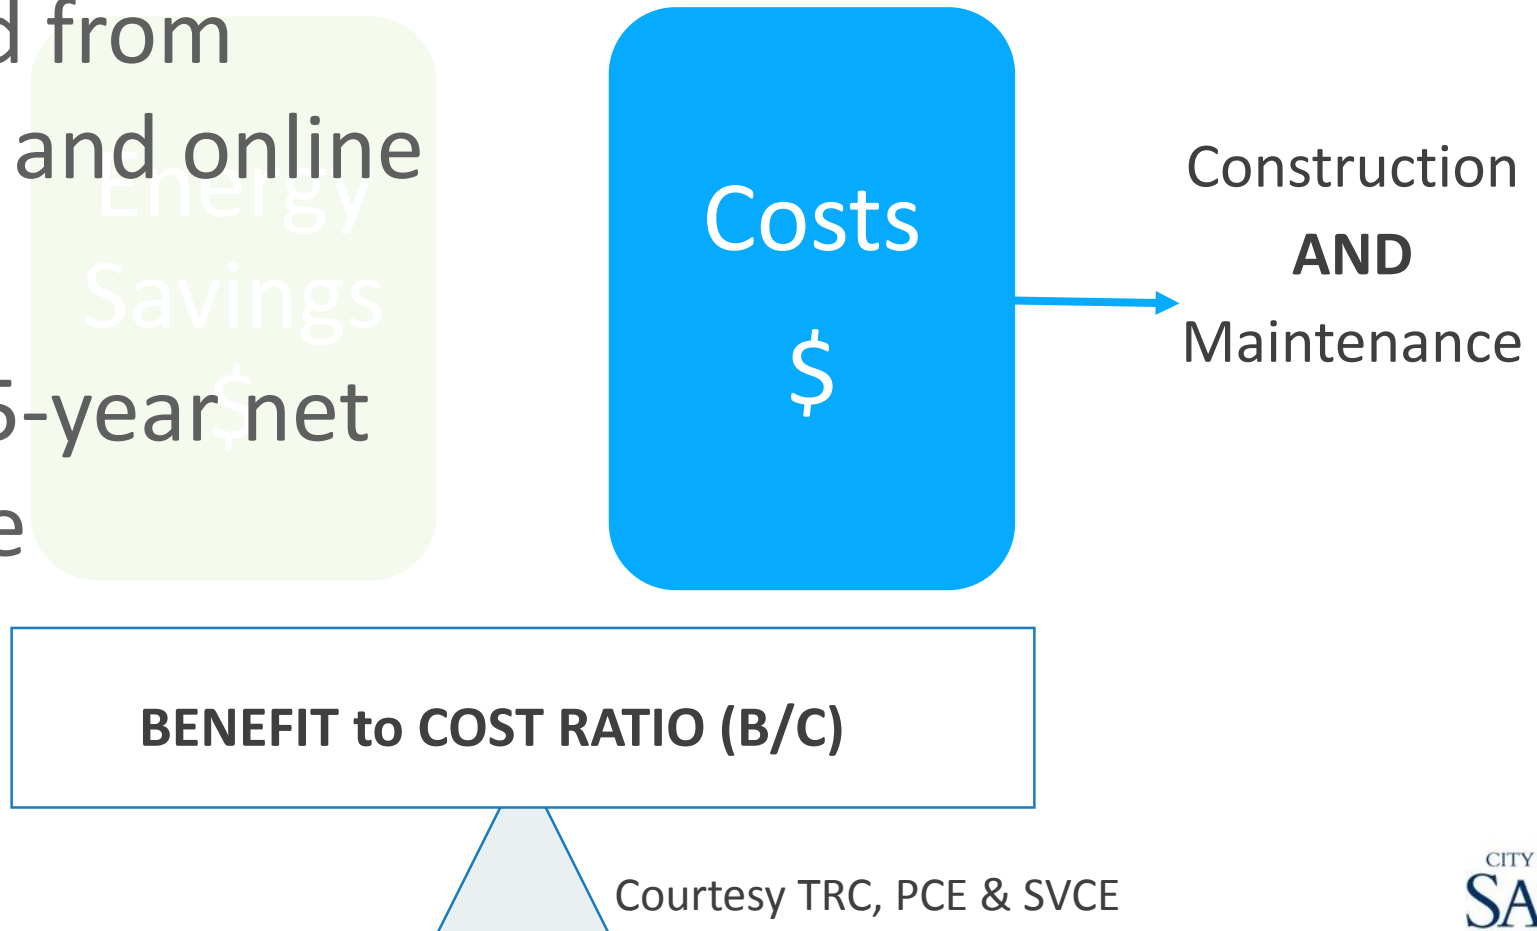 d from
and online
5-year net
e
Energy
Savings
$
Costs
$
Construction
AND
Maintenance
BENEFIT to COST RATIO (B/C)
Courtesy TRC, PCE & SVCE
CITY
SA